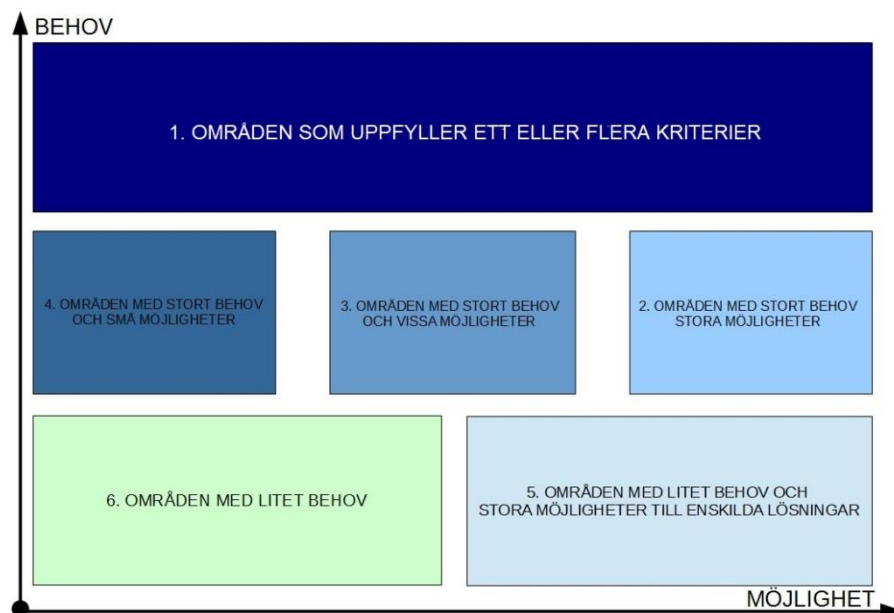 BEHOV
1. OMRÅDEN SOM UPPFYLLER ETT ELLER FLERA KRITERIER
4. OMRÅDEN MED STORT BEHOV
OCH SMÅ MÖJLIGHETER
3. OMRÅDEN MED STORT BEHOV
OCH VISSA MÖJLIGHETER
2. OMRÅDEN MED STORT BEHOV
STORA MÖJLIGHETER
6. OMRÅDEN MED LITET BEHOV
5. OMRÅDEN MED LITET BEHOV OCH
STORA MÖJLIGHETER TILL ENSKILDA LÖSNINGAR
MÖJLIGHET